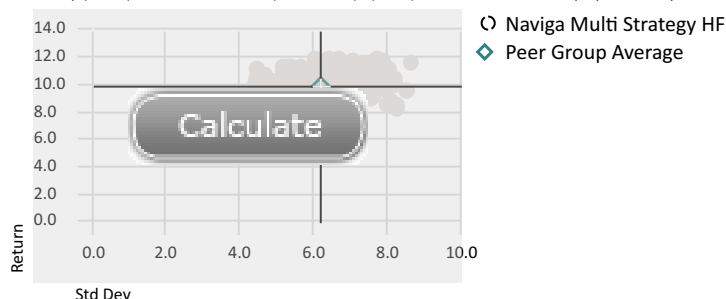 Naviga Multi Strategy HF
Peer Group Average
14.0
12.0
10.0
8.0
6.0
4.0
2.0
0.0
Calculate
Return
0.0 2.0 4.0 6.0 8.0 10.0
Std Dev